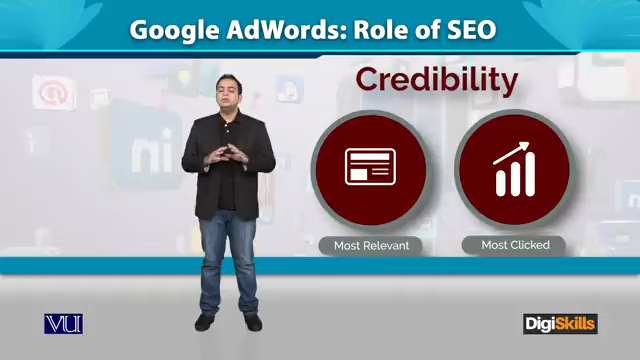 Google AdWords: Role of SEO
Credibility
Most Relevant
Most Clicked
VU
DigiSkills